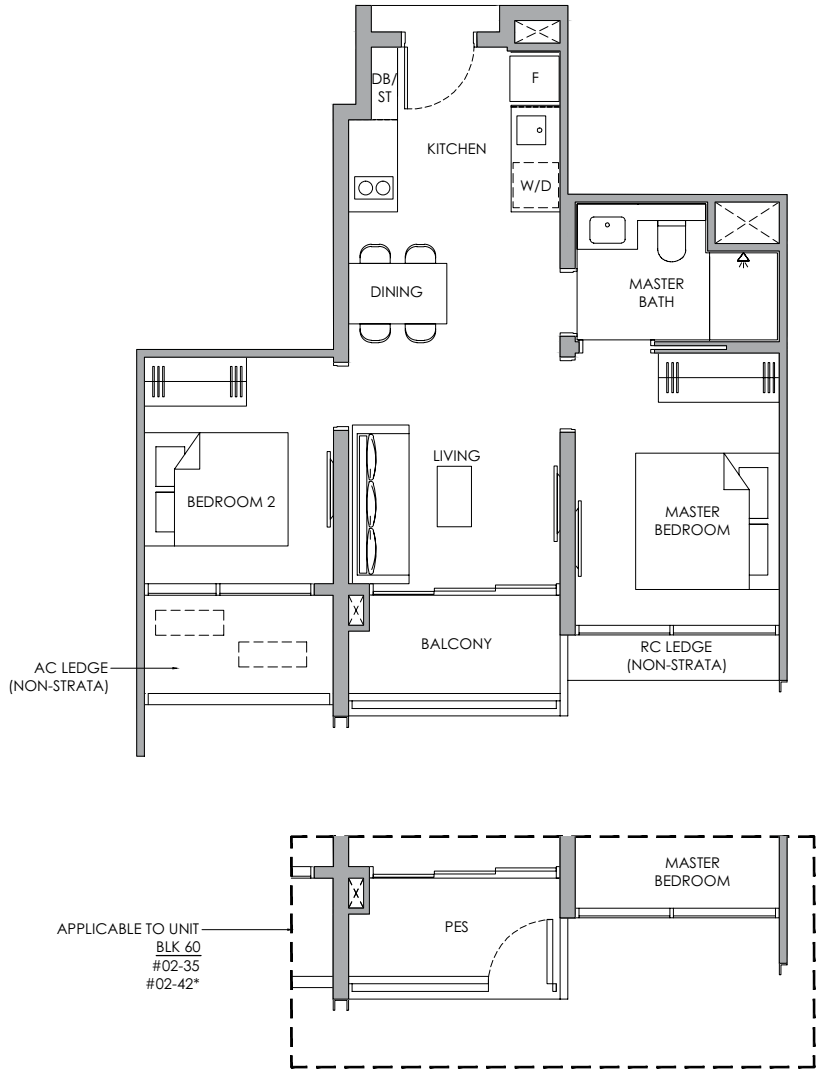 DB/
ST
F
KITCHEN
W/D
DINING
MASTER
BATH
LIVING
BEDROOM 2
MASTER
BEDROOM
BALCONY
RC LEDGE
(NON-STRATA)
AC LEDGE
(NON-STRATA)
MASTER
BEDROOM
PES
APPLICABLE TO UNIT
BLK 60
#02-35
#02-42*